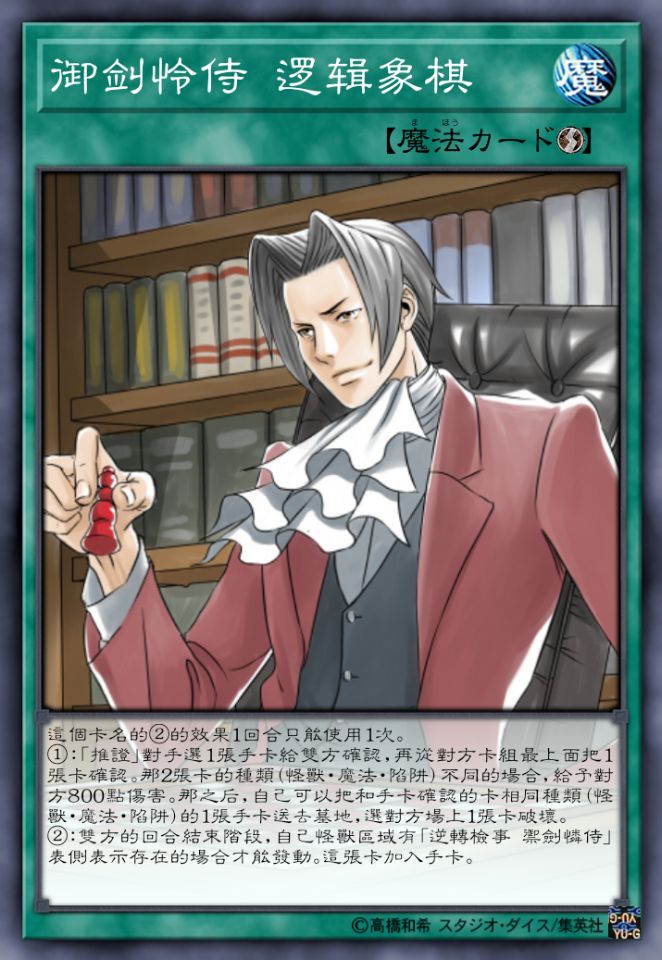 御剑怜侍 逻辑象棋
魔
ま ほう
【魔法カード】
這個卡名的②的效果1回合只能使用1次。
①:「推證」對手選1張手卡給雙方確認,再從對方卡組最上面把1
張卡確認。那2張卡的種類(怪獸・魔法・陷阱)不同的場合,給予對
方800點傷害。那之后,自己可以把和手卡確認的卡相同種類(怪
獸・魔法・陷阱)的1張手卡送去墓地,選對方場上1張卡破壞。
②:雙方的回合結束階段,自己怪獸區域有「逆轉檢事 禦劍憐侍」
表側表示存在的場合才能發動。這張卡加入手卡。
©高橋和希 スタジオ・ダイス/集英社
YU-G
YU-G